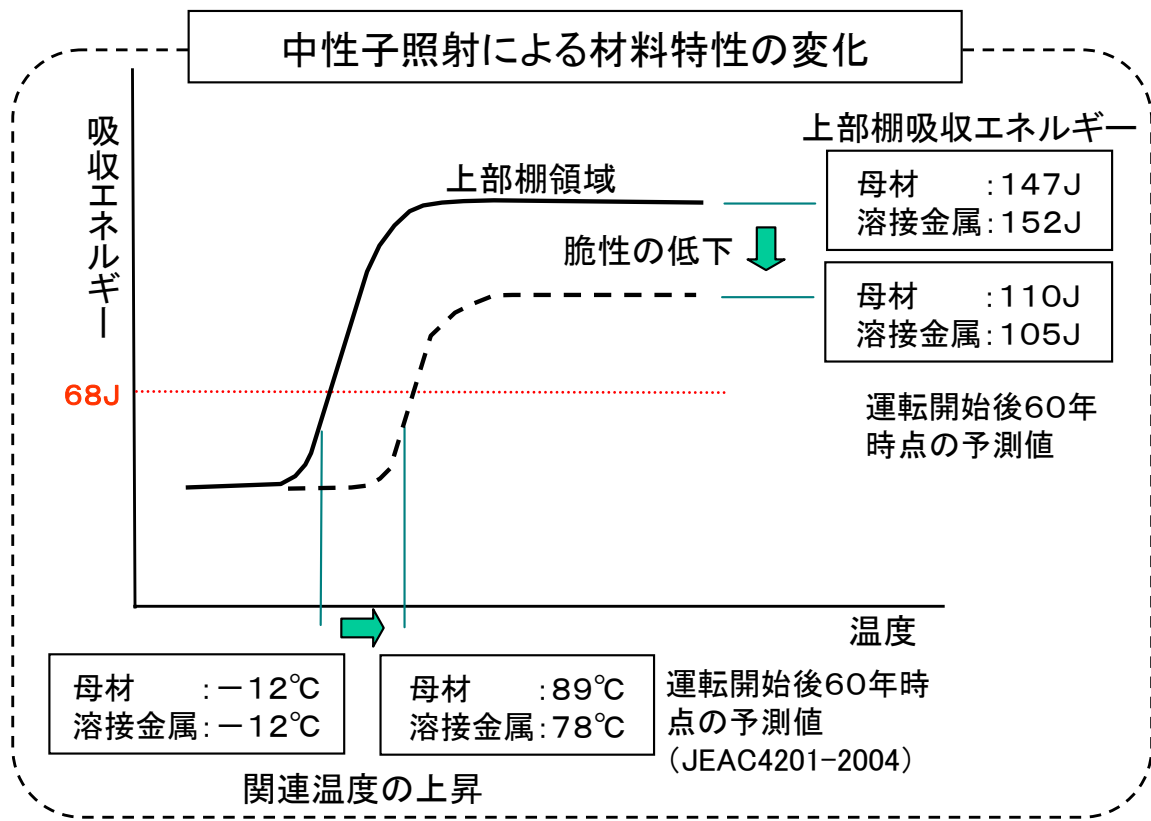 中性子照射による材料特性の変化
吸収エネルギー
上部棚吸収エネルギー
上部棚領域
母材　　:147J
溶接金属:152J
脆性の低下
母材　　:110J
溶接金属:105J
68J
運転開始後60年
時点の予測値
温度
母材　　:－12℃
溶接金属:－12℃
母材　　:89℃
溶接金属:78℃
運転開始後60年時
点の予測値
（JEAC4201-2004）
関連温度の上昇